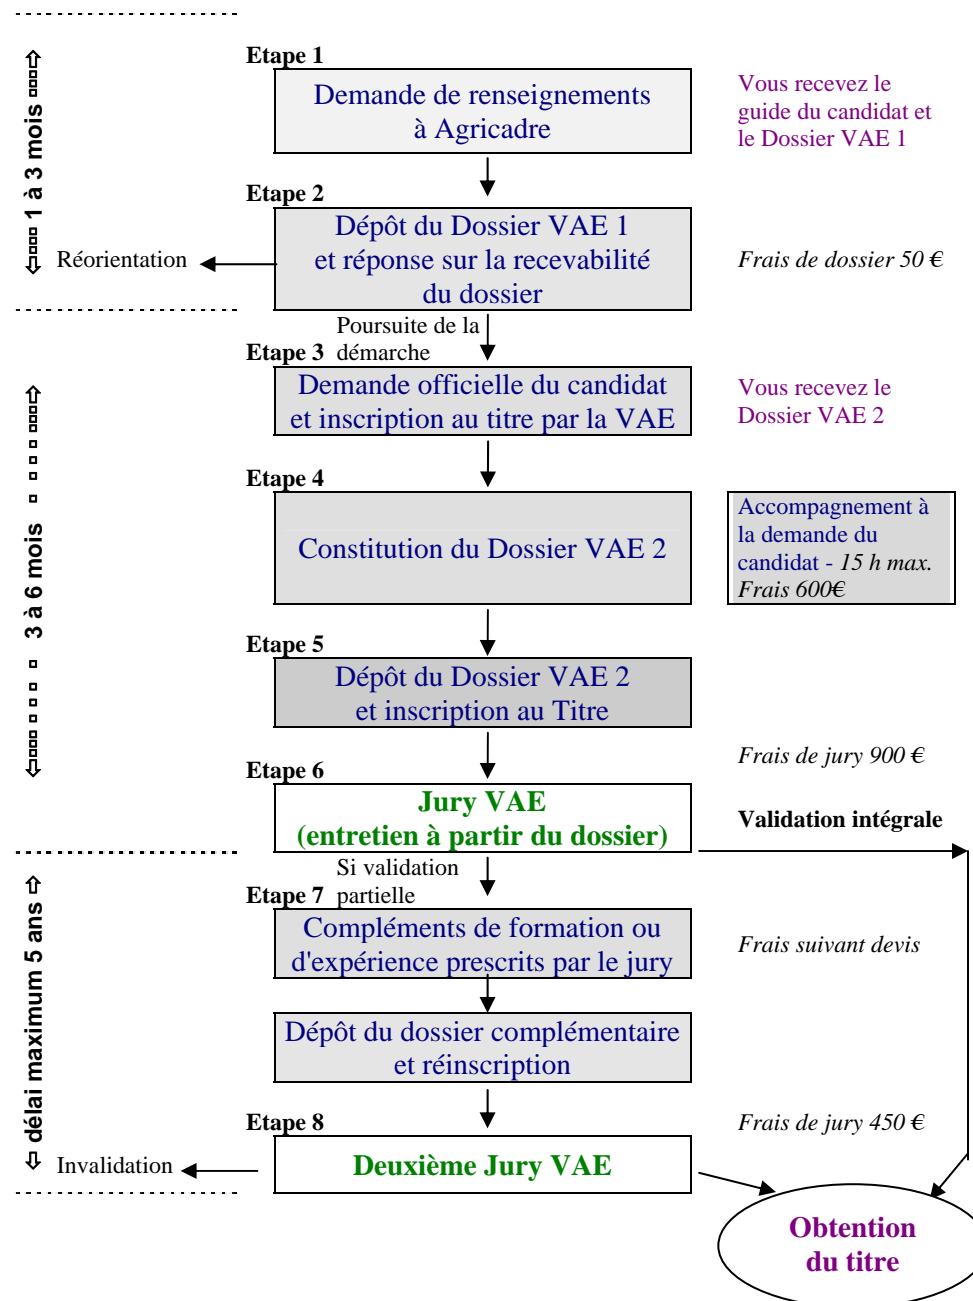 Etape 1
Demande de renseignements
à Agricadre
Vous recevez le
guide du candidat et
le Dossier VAE 1
1 à 3 mois
Etape 2
Dépôt du Dossier VAE 1
et réponse sur la recevabilité
du dossier
Réorientation
Frais de dossier 50 €
Poursuite de la
démarche
Etape 3
Demande officielle du candidat
et inscription au titre par la VAE
Vous recevez le
Dossier VAE 2
3 à 6 mois
Etape 4
Constitution du Dossier VAE 2
Accompagnement à
la demande du
candidat - 15 h max.
Frais 600€
Etape 5
Dépôt du Dossier VAE 2
et inscription au Titre
Frais de jury 900 €
Etape 6
Jury VAE
(entretien à partir du dossier)
Validation intégrale
Si validation
partielle
délai maximum 5 ans
Etape 7
Compléments de formation ou
d'expérience prescrits par le jury
Frais suivant devis
Dépôt du dossier complémentaire
et réinscription
Etape 8
Frais de jury 450 €
Deuxième Jury VAE
Invalidation
Obtention
du titre